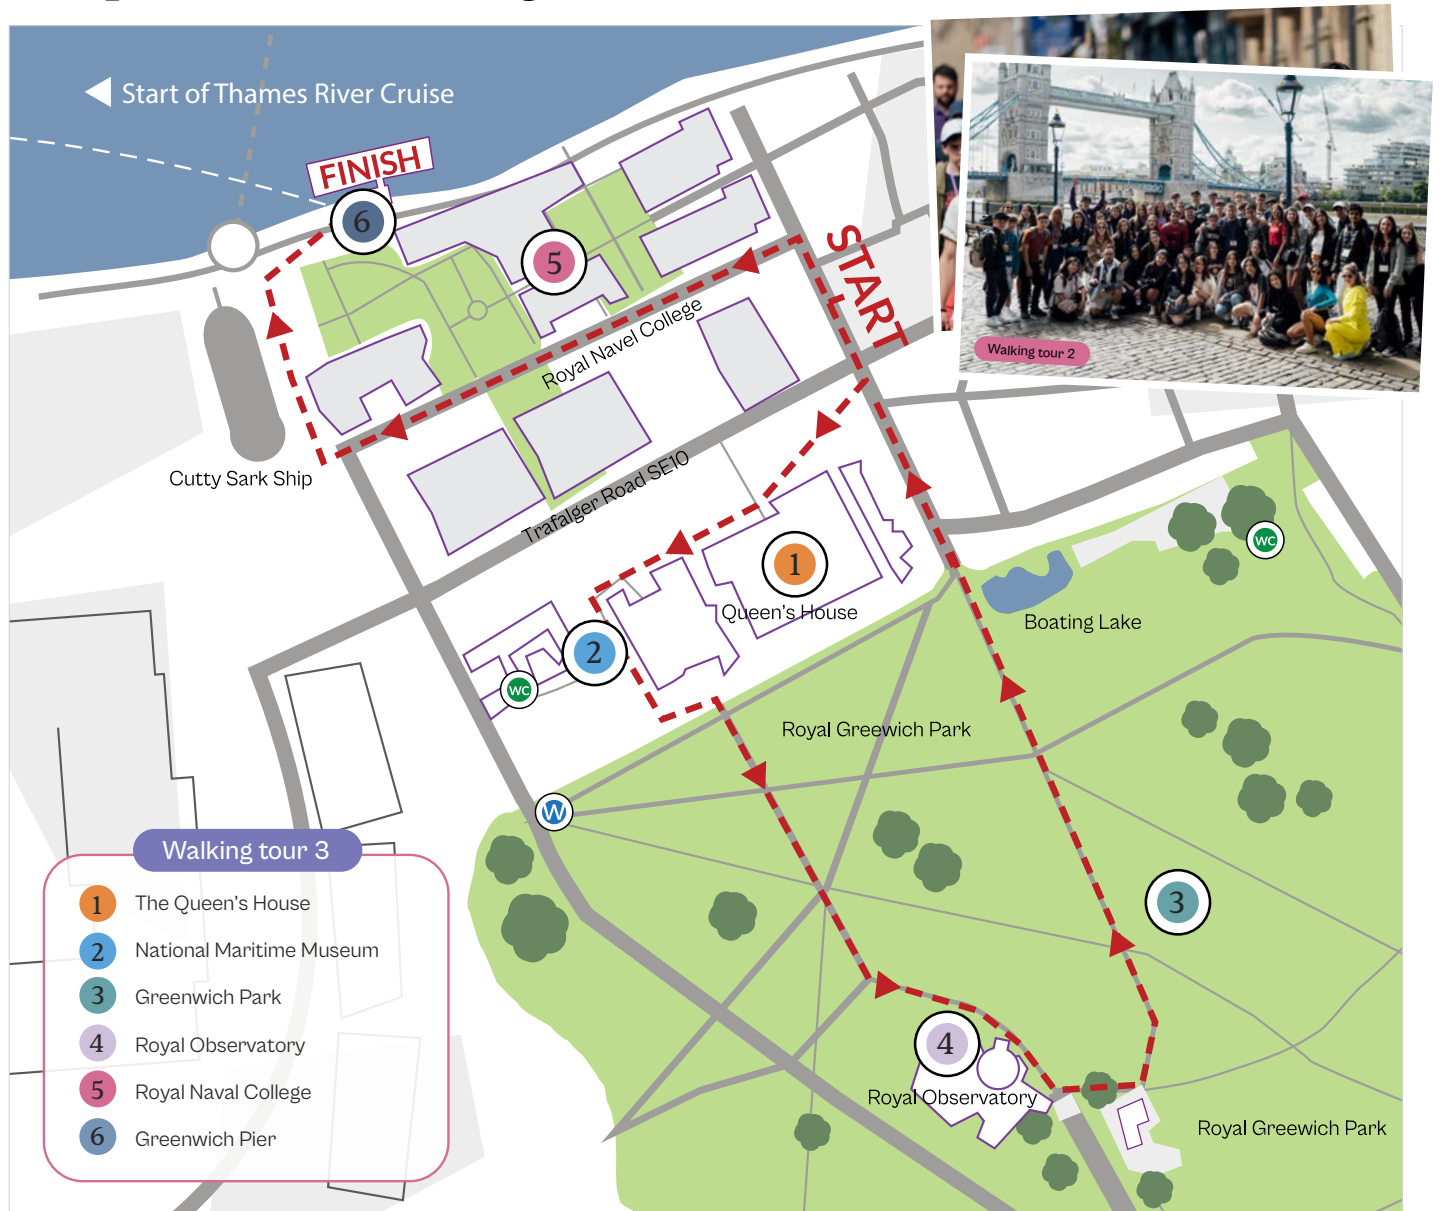 Start of Thames River Cruise
FINISH
6
5
START
Walking tour 2
Royal Navel College
Cutty Sark Ship
Trafalger Road SE10
WC
1
Queen's House
Boating Lake
2
WC
Royal Greewich Park
W
Walking tour 3
1 The Queen's House
2 National Maritime Museum
3 Greenwich Park
4 Royal Observatory
5 Royal Naval College
6 Greenwich Pier
3
4
Royal Observatory
Royal Greewich Park